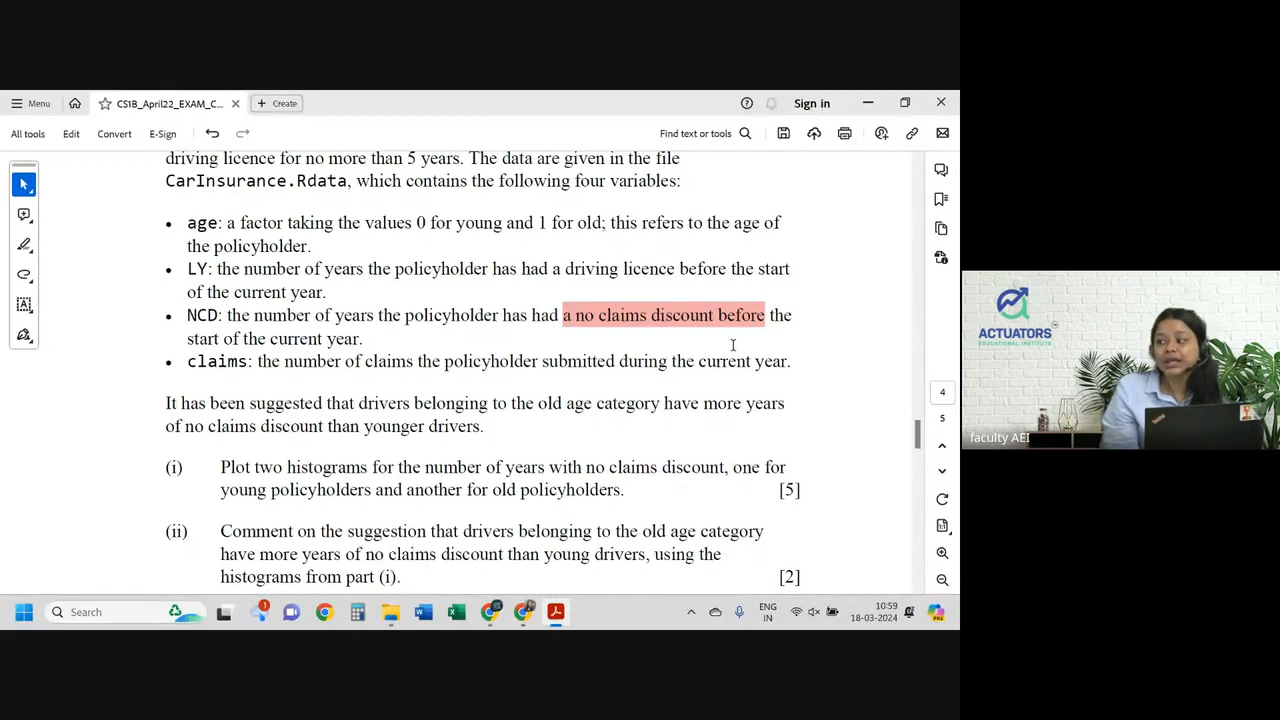 Menu
CS1B_April22_EXAM_C...
Create
Sign in
All tools
Edit
Convert
E-Sign
Find text or tools
driving licence for no more than 5 years. The data are given in the file
CarInsurance.Rdata, which contains the following four variables:
• age: a factor taking the values 0 for young and 1 for old; this refers to the age of
the policyholder.
• LY: the number of years the policyholder has had a driving licence before the start
of the current year.
• NCD: the number of years the policyholder has had a no claims discount before the
start of the current year.
• claims: the number of claims the policyholder submitted during the current year.
It has been suggested that drivers belonging to the old age category have more years
of no claims discount than younger drivers.
(i) Plot two histograms for the number of years with no claims discount, one for
young policyholders and another for old policyholders. [5]
(ii) Comment on the suggestion that drivers belonging to the old age category
have more years of no claims discount than young drivers, using the
histograms from part (i). [2]
4
5
ACTUATORS
EDUCATIONAL INSTITUTE
ThinkPad
faculty AEI
Search
1
ENG
IN
10:59
18-03-2024
PRE